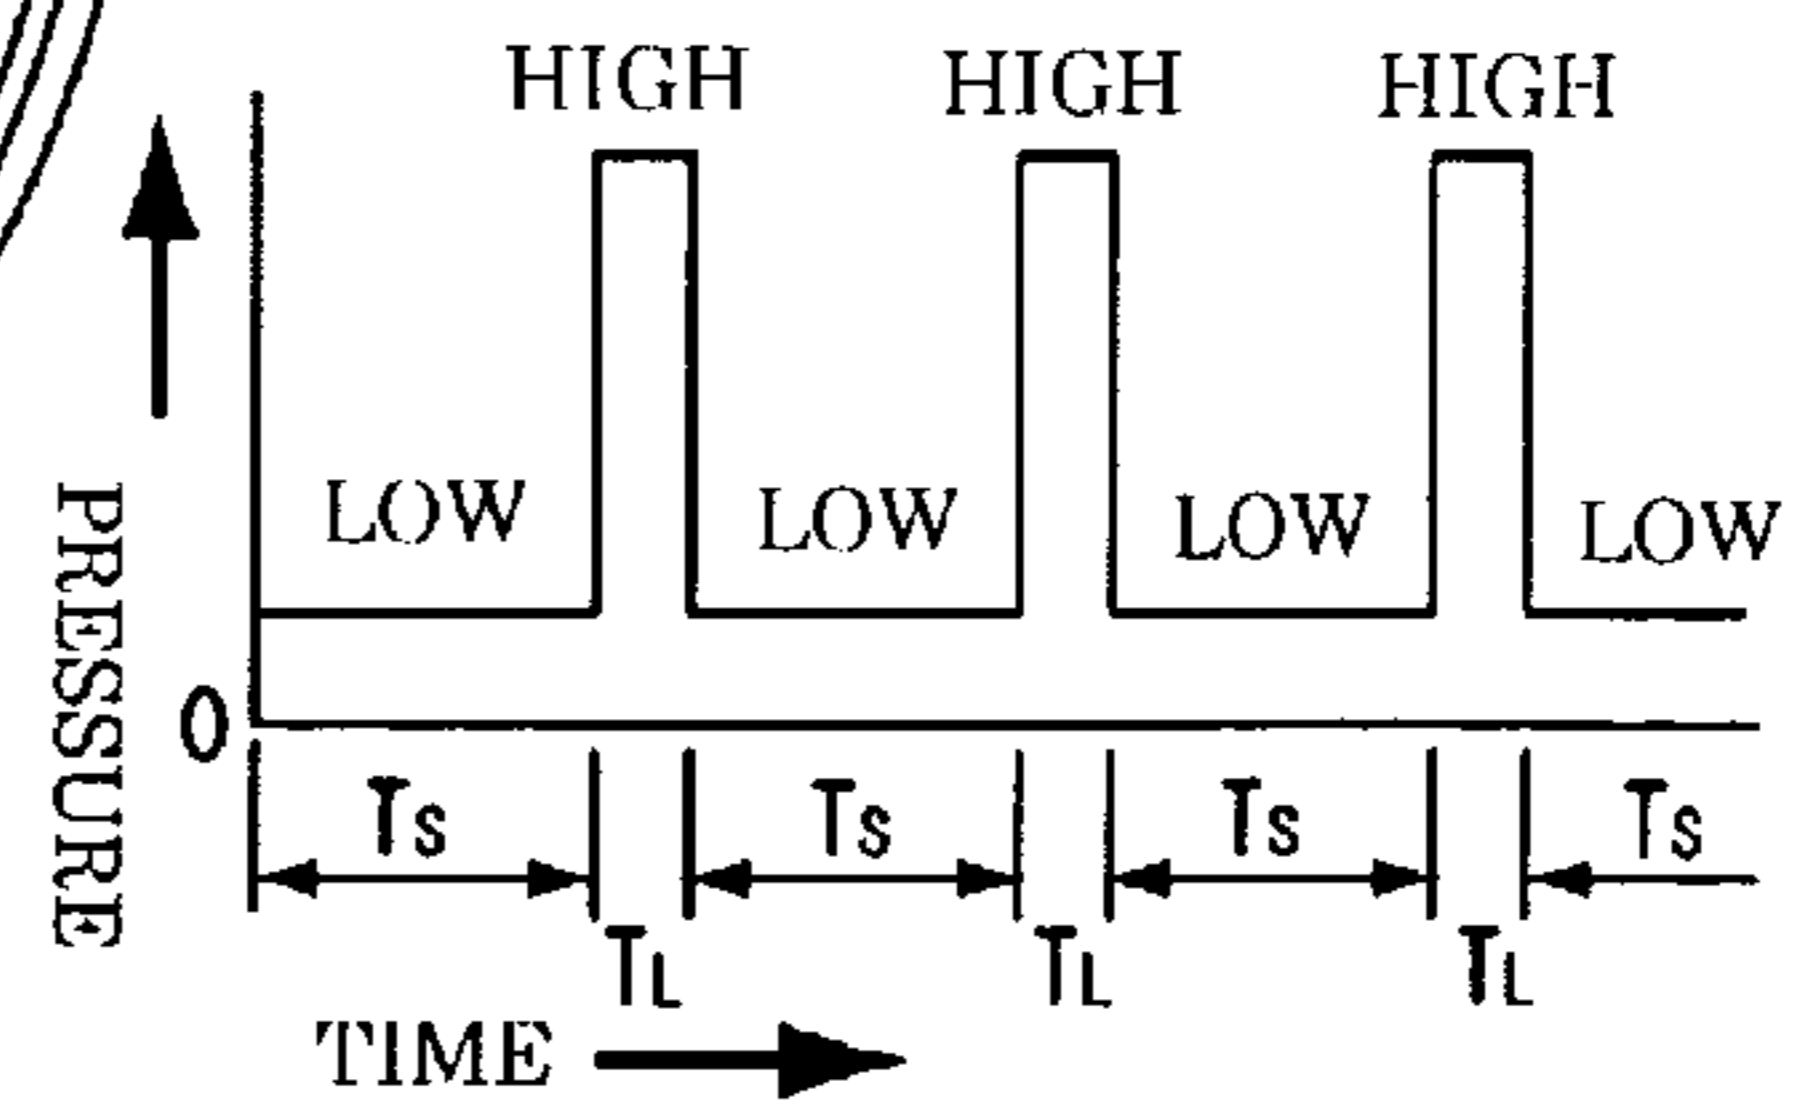 HIGH HIGH HIGH
LOW LOW LOW LOW
PRESSURE
0
Ts Ts Ts Ts
TL TL TL
TIME